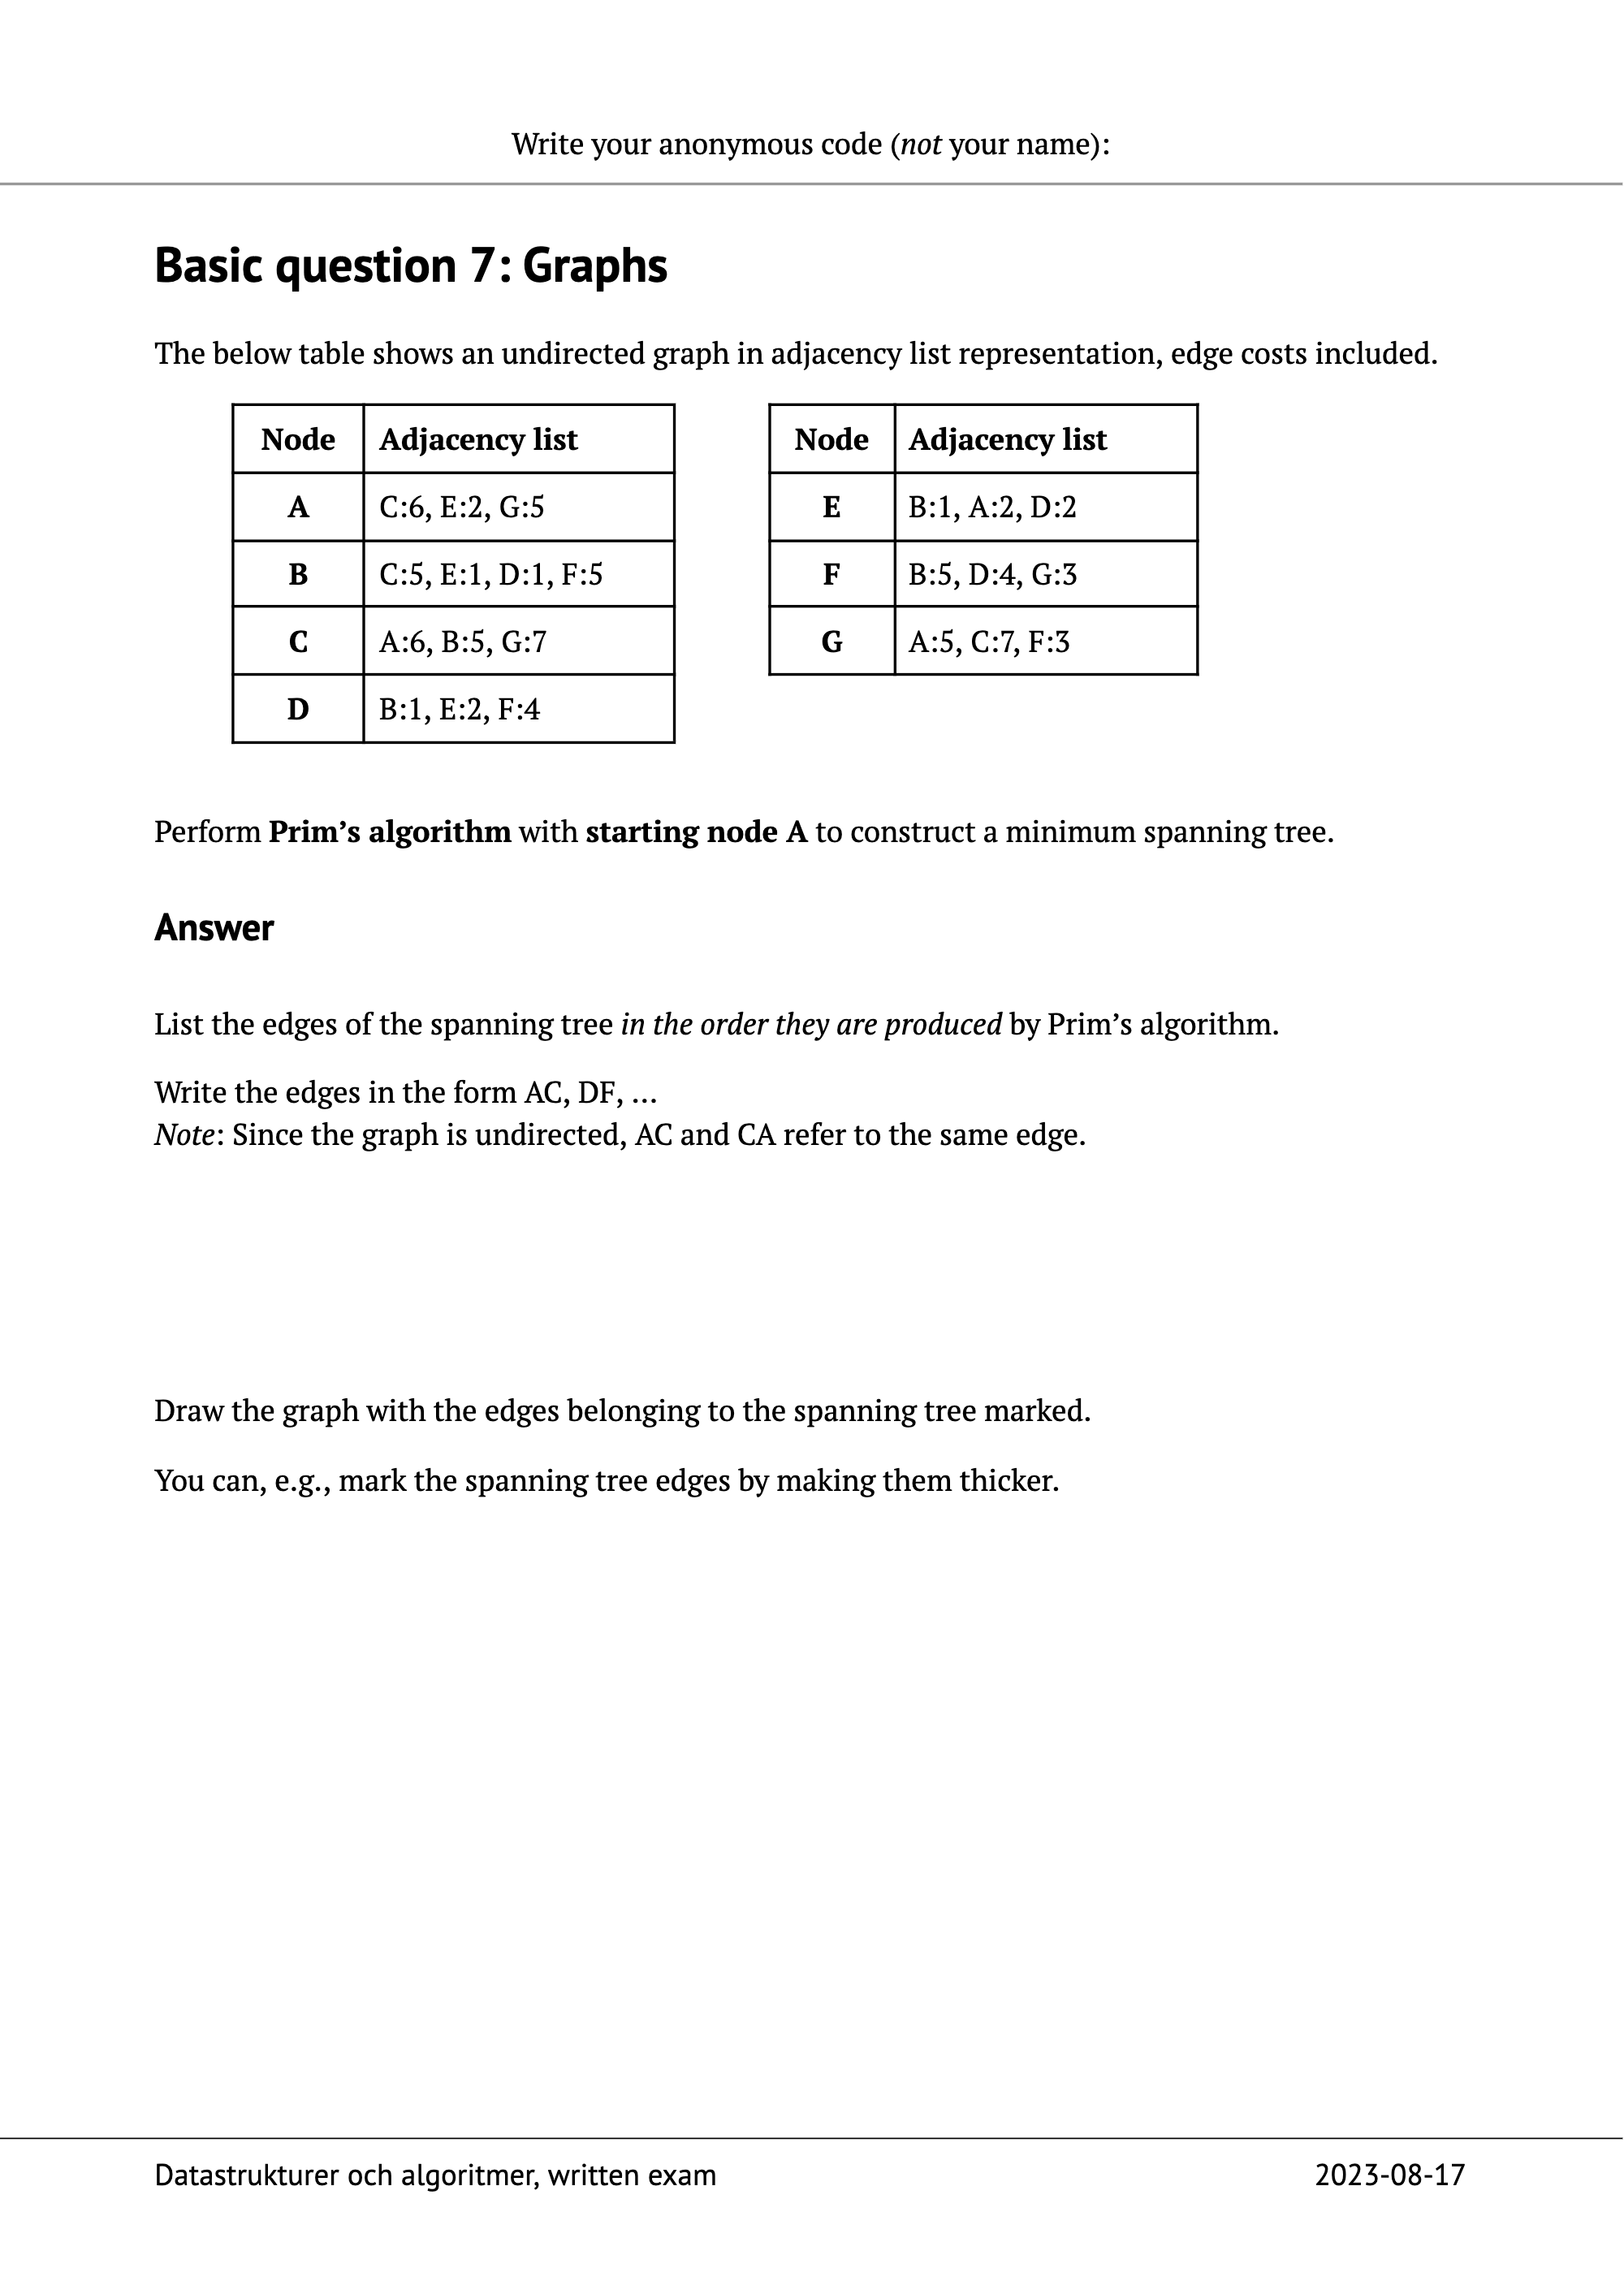 Write your anonymous code (not your name):
Basic question 7: Graphs
The below table shows an undirected graph in adjacency list representation, edge costs included.
Node Adjacency list
A C:6, E:2, G:5
B C:5, E:1, D:1, F:5
C A:6, B:5, G:7
D B:1, E:2, F:4
Node Adjacency list
E B:1, A:2, D:2
F B:5, D:4, G:3
G A:5, C:7, F:3
Perform Prim’s algorithm with starting node A to construct a minimum spanning tree.
Answer
List the edges of the spanning tree in the order they are produced by Prim’s algorithm.
Write the edges in the form AC, DF, …
Note: Since the graph is undirected, AC and CA refer to the same edge.
Draw the graph with the edges belonging to the spanning tree marked.
You can, e.g., mark the spanning tree edges by making them thicker.
Datastrukturer och algoritmer, written exam 2023-08-17